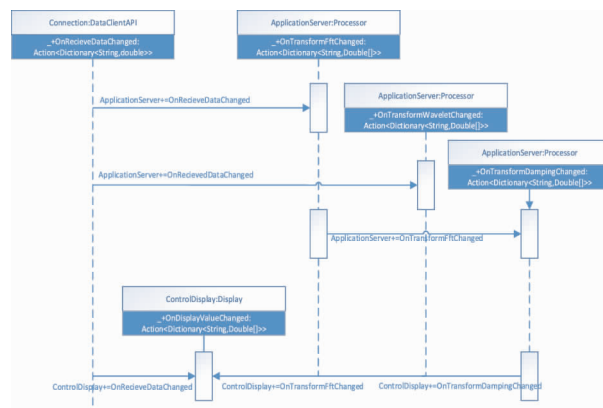 Connection:DataClientAPI
_+OnRecieveDataChanged:
Action<Dictionary<String,double>>
ApplicationServer:Processor
_+OnTransformFftChanged:
Action<Dictionary<String,Double[]>>
ApplicationServer+=OnRecieveDataChanged
ApplicationServer:Processor
_+OnTransformWaveletChanged:
Action<Dictionary<String,Double[]>>
ApplicationServer:Processor
_+OnTransformDampingChanged:
Action<Dictionary<String,Double[]>>
ApplicationServer+=OnRecievedDataChanged
ApplicationServer+=OnTransformFftChanged
ControlDisplay:Display
_+OnDisplayValueChanged:
Action<Dictionary<String,Double[]>>
ControlDisplay+=OnRecieveDataChanged
ControlDisplay+=OnTransformFftChanged
ControlDisplay+=OnTransformDampingChanged